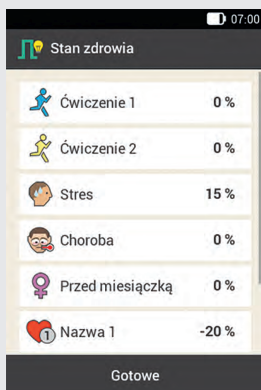 07:00
Stan zdrowia
Ćwiczenie 1 0 %
Ćwiczenie 2 0 %
Stres 15 %
Choroba 0 %
Przed miesiączką 0 %
1 Nazwa 1 -20 %
Gotowe